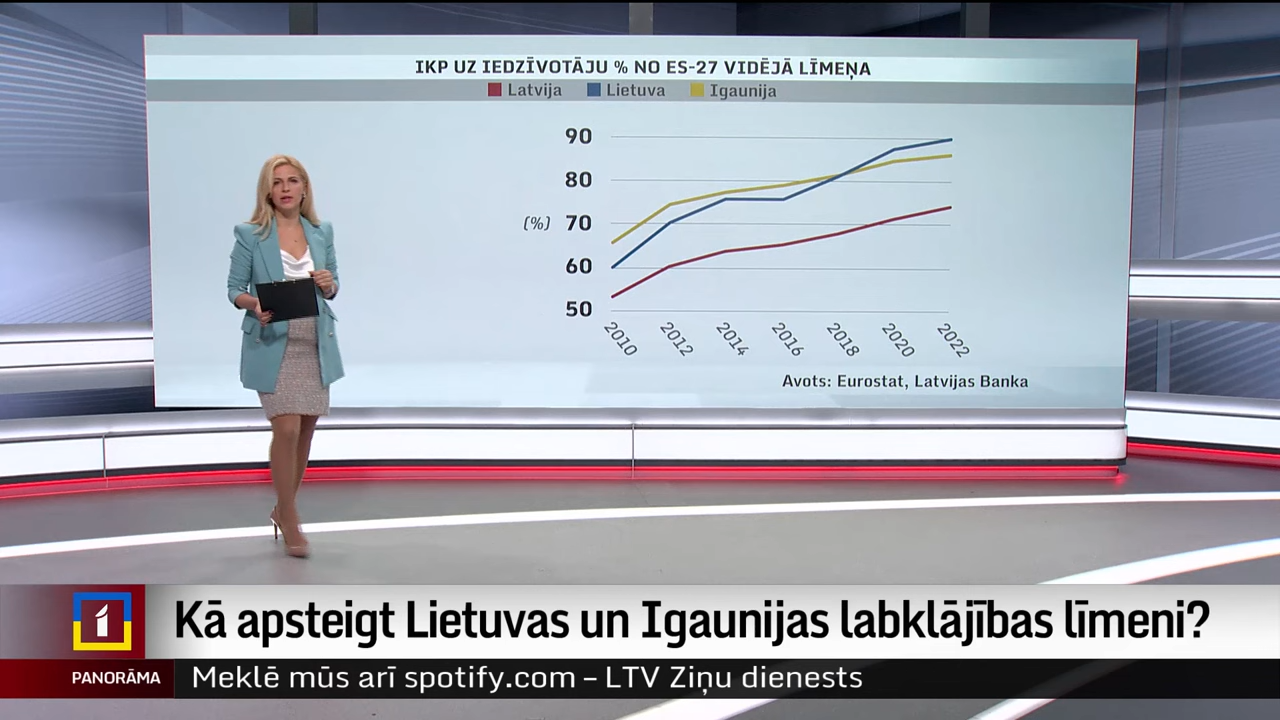 IKP UZ IEDZĪVOTĀJU % NO ES-27 VIDĒJĀ LĪMEŅA
Latvija Lietuva Igaunija
90
80
(%) 70
60
50
2010 2012 2014 2016 2018 2020 2022
Avots: Eurostat, Latvijas Banka
1 Kā apsteigt Lietuvas un Igaunijas labklājības līmeni?
PANORĀMA Meklē mūs arī spotify.com – LTV Ziņu dienests